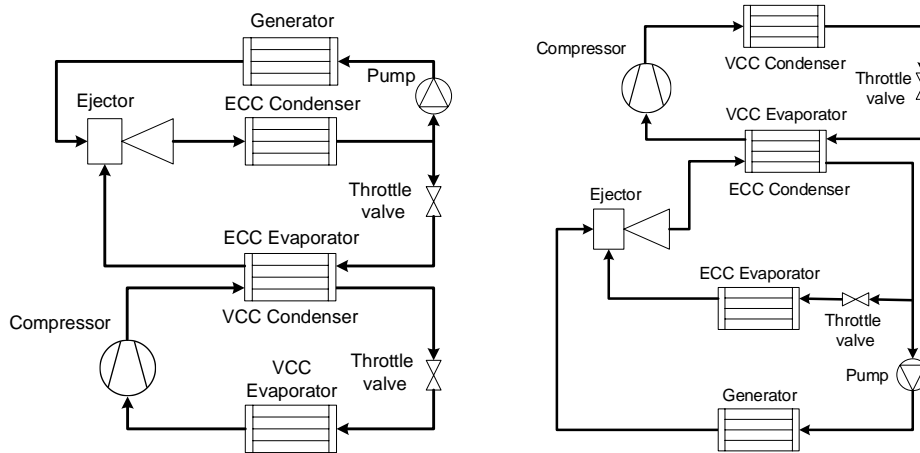 Generator
Pump
ECC Condenser
Ejector
Throttle
valve
ECC Evaporator
VCC Condenser
Compressor
Throttle
valve
VCC
Evaporator
Compressor
VCC Condenser
Throttle
valve
VCC Evaporator
ECC Condenser
Ejector
ECC Evaporator
Throttle
valve
Pump
Generator